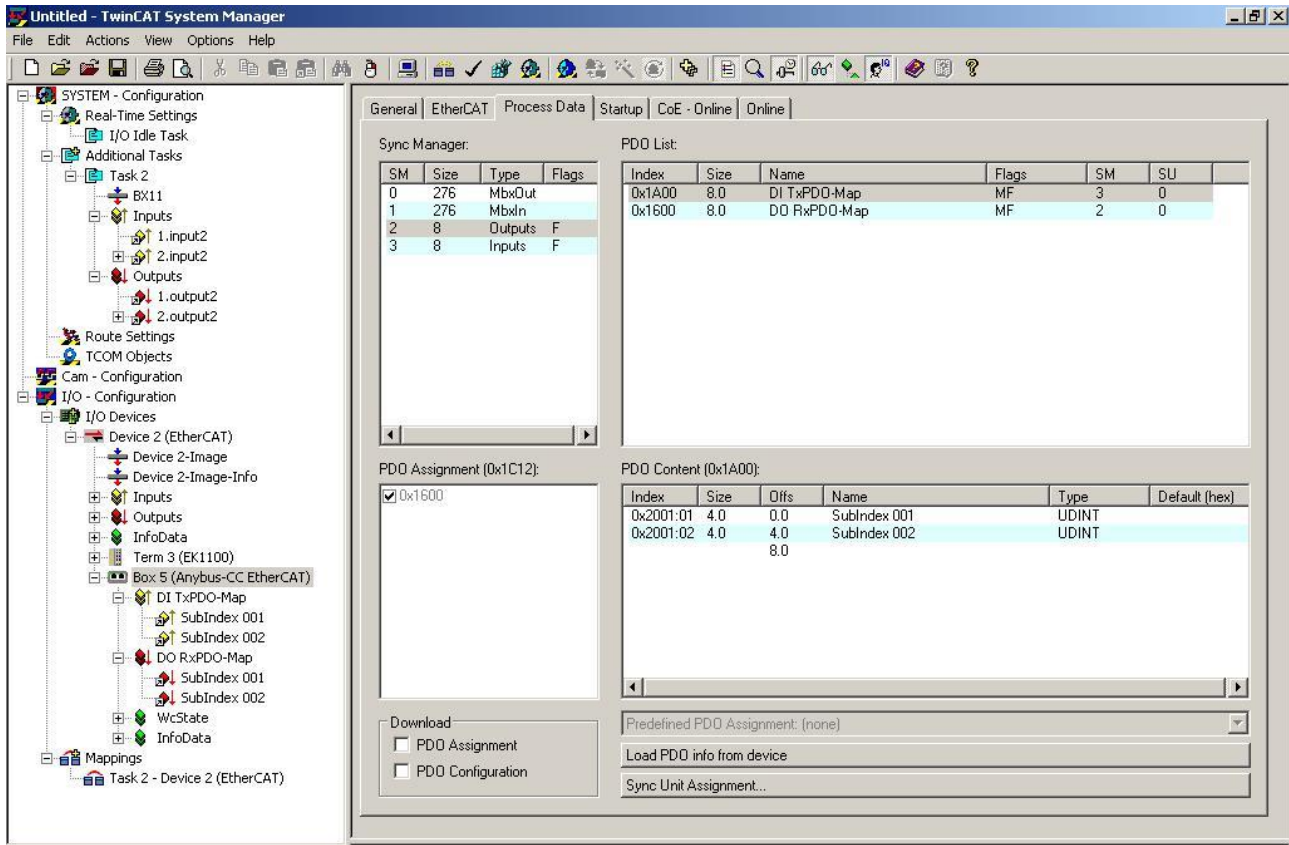 Untitled - TwinCAT System Manager
File Edit Actions View Options Help
SYSTEM - Configuration
Real-Time Settings
I/O Idle Task
Additional Tasks
Task 2
BX11
Inputs
1.input2
2.input2
Outputs
1.output2
2.output2
Route Settings
TCOM Objects
Cam - Configuration
I/O - Configuration
I/O Devices
Device 2 (EtherCAT)
Device 2-Image
Device 2-Image-Info
Inputs
Outputs
InfoData
Term 3 (EK1100)
Box 5 (Anybus-CC EtherCAT)
DI TxPDO-Map
SubIndex 001
SubIndex 002
DO RxPDO-Map
SubIndex 001
SubIndex 002
WcState
InfoData
Mappings
Task 2 - Device 2 (EtherCAT)
General EtherCAT Process Data Startup CoE - Online Online
Sync Manager:
SM Size Type Flags
0 276 MbxOut
1 276 MbxIn
2 8 Outputs F
3 8 Inputs F
PDO List:
Index Size Name Flags SM SU
0x1A00 8.0 DI TxPDO-Map MF 3 0
0x1600 8.0 DO RxPDO-Map MF 2 0
PDO Assignment (0x1C12):
0x1600
PDO Content (0x1A00):
Index Size Offs Name Type Default (hex)
0x2001:01 4.0 0.0 SubIndex 001 UDINT
0x2001:02 4.0 4.0 SubIndex 002 UDINT
8.0
Download
PDO Assignment
PDO Configuration
Predefined PDO Assignment: (none)
Load PDO info from device
Sync Unit Assignment...